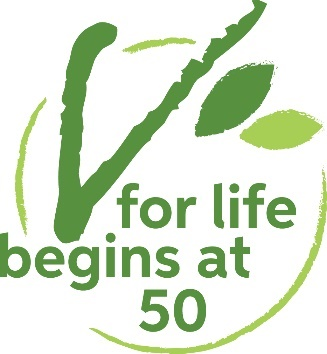 V for life
begins at
50